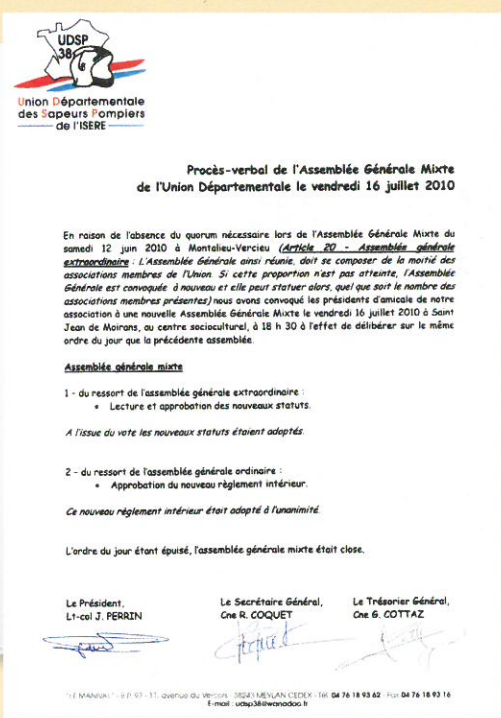 UDSP
38
Union Départementale
des Sapeurs Pompiers
de l'ISERE
Procès-verbal de l'Assemblée Générale Mixte
de l'Union Départementale le vendredi 16 juillet 2010
En raison de l'absence du quorum nécessaire lors de l'Assemblée Générale Mixte du
samedi 12 juin 2010 à Montalieu-Vercieu (Article 20 - Assemblée générale
extraordinaire : L'Assemblée Générale ainsi réunie, doit se composer de la moitié des
associations membres de l'Union. Si cette proportion n'est pas atteinte, l'Assemblée
Générale est convoquée à nouveau et elle peut statuer alors, quel que soit le nombre des
associations membres présentes) nous avons convoqué les présidents d'amicale de notre
association à une nouvelle Assemblée Générale Mixte le vendredi 16 juillet 2010 à Saint
Jean de Moirans, au centre socioculturel, à 18 h 30 à l'effet de délibérer sur le même
ordre du jour que la précédente assemblée.
Assemblée générale mixte
1 - du ressort de l'assemblée générale extraordinaire :
• Lecture et approbation des nouveaux statuts.
A l'issue du vote les nouveaux statuts étaient adoptés.
2 - du ressort de l'assemblée générale ordinaire :
• Approbation du nouveau règlement intérieur.
Ce nouveau règlement intérieur était adopté à l'unanimité.
L'ordre du jour étant épuisé, l'assemblée générale mixte était close.
Le Président, Le Secrétaire Général, Le Trésorier Général,
Lt-col J. PERRIN Cne R. COQUET Cne G. COTTAZ
B.P. 97 - 11, avenue du Vercors - 38243 MEYLAN CEDEX - Tél. 04 76 18 93 62 - Fax 04 76 18 93 16
E-mail : udsp38@wanadoo.fr